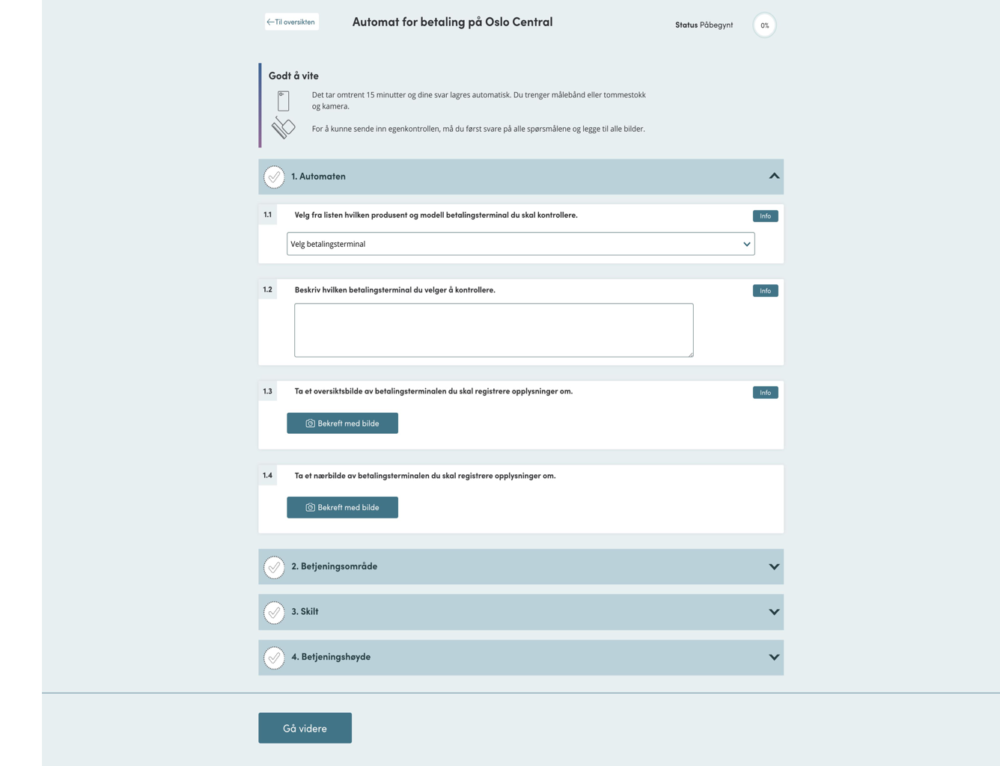 ←Til oversikten
Automat for betaling på Oslo Central
Status Påbegynt
0%
Godt å vite
Det tar omtrent 15 minutter og dine svar lagres automatisk. Du trenger målebånd eller tommestokk
og kamera.
For å kunne sende inn egenkontrollen, må du først svare på alle spørsmålene og legge til alle bilder.
1. Automaten
1.1
Velg fra listen hvilken produsent og modell betalingsterminal du skal kontrollere.
Info
Velg betalingsterminal
1.2
Beskriv hvilken betalingsterminal du velger å kontrollere.
Info
1.3
Ta et oversiktsbilde av betalingsterminalen du skal registrere opplysninger om.
Info
Bekreft med bilde
1.4
Ta et nærbilde av betalingsterminalen du skal registrere opplysninger om.
Bekreft med bilde
2. Betjeningsområde
3. Skilt
4. Betjeningshøyde
Gå videre